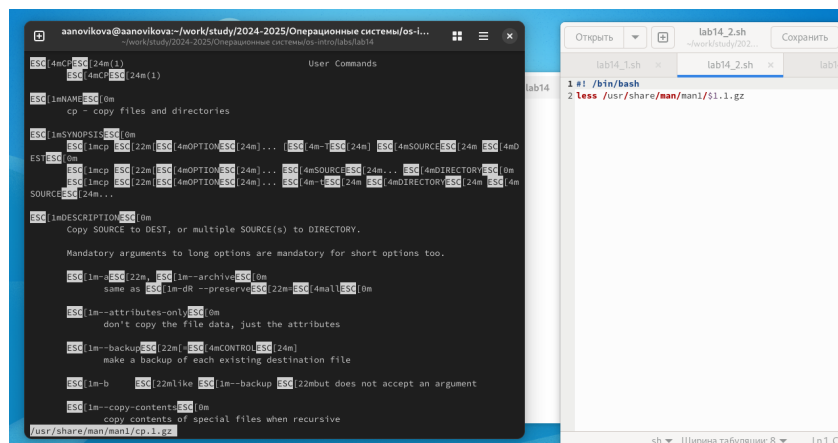 aanovikova@aanovikova:~/work/study/2024-2025/Операционные системы/os-i...
~/work/study/2024-2025/Операционные системы/os-intro/labs/lab14
ESC[4mCPESC[24m(1) User Commands
ESC[4mCPESC[24m(1)
ESC[1mNAMEESC[0m
cp - copy files and directories
ESC[1mSYNOPSISESC[0m
ESC[1mcp ESC[22m[ESC[4mOPTIONESC[24m]... [ESC[4m-TESC[24m] ESC[4mSOURCEESC[24m ESC[4mD
ESTESC[0m
ESC[1mcp ESC[22m[ESC[4mOPTIONESC[24m]... ESC[4mSOURCEESC[24m... ESC[4mDIRECTORYESC[0m
ESC[1mcp ESC[22m[ESC[4mOPTIONESC[24m]... ESC[4m-tESC[24m ESC[4mDIRECTORYESC[24m ESC[4m
SOURCEESC[24m...
ESC[1mDESCRIPTIONESC[0m
Copy SOURCE to DEST, or multiple SOURCE(s) to DIRECTORY.
Mandatory arguments to long options are mandatory for short options too.
ESC[1m-aESC[22m, ESC[1m--archiveESC[0m
same as ESC[1m-dR --preserveESC[22m=ESC[4mallESC[0m
ESC[1m--attributes-onlyESC[0m
don't copy the file data, just the attributes
ESC[1m--backupESC[22m[=ESC[4mCONTROLESC[24m]
make a backup of each existing destination file
ESC[1m-b ESC[22mlike ESC[1m--backup ESC[22mbut does not accept an argument
ESC[1m--copy-contentsESC[0m
copy contents of special files when recursive
/usr/share/man/man1/cp.1.gz
lab14
Открыть lab14_2.sh Сохранить
~/work/study/202...
lab14_1.sh × lab14_2.sh × lab1
1 #! /bin/bash
2 less /usr/share/man/man1/$1.1.gz
sh Ширина табуляции: 8 Ln 1, C